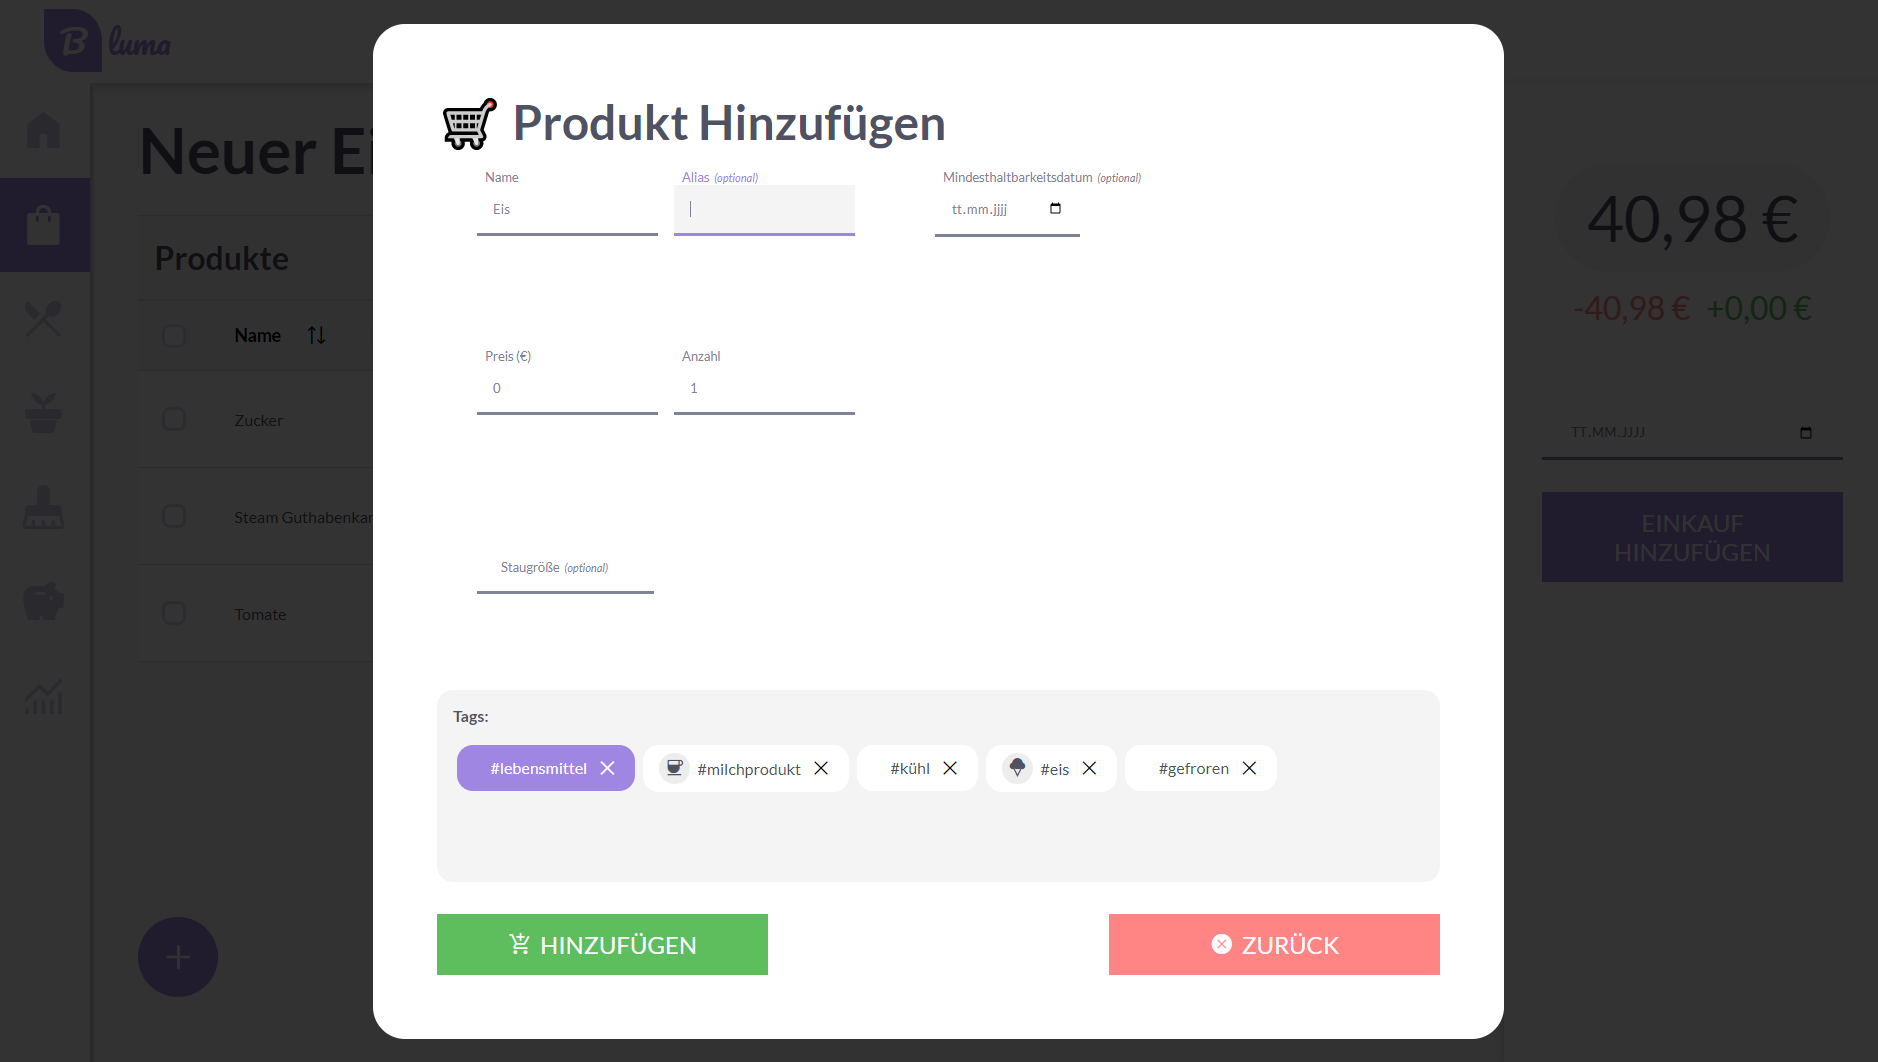 B luma
Neuer Ei
Produkte
Name
Zucker
Steam Guthabenkar
Tomate
Produkt Hinzufügen
Name
Alias (optional)
Mindesthaltbarkeitsdatum (optional)
Eis
tt.mm.jjjj
Preis (€)
Anzahl
0
1
Staugröße (optional)
Tags:
#lebensmittel
#milchprodukt
#kühl
#eis
#gefroren
HINZUFÜGEN
ZURÜCK
40,98 €
-40,98 € +0,00 €
TT.MM.JJJJ
EINKAUF
HINZUFÜGEN